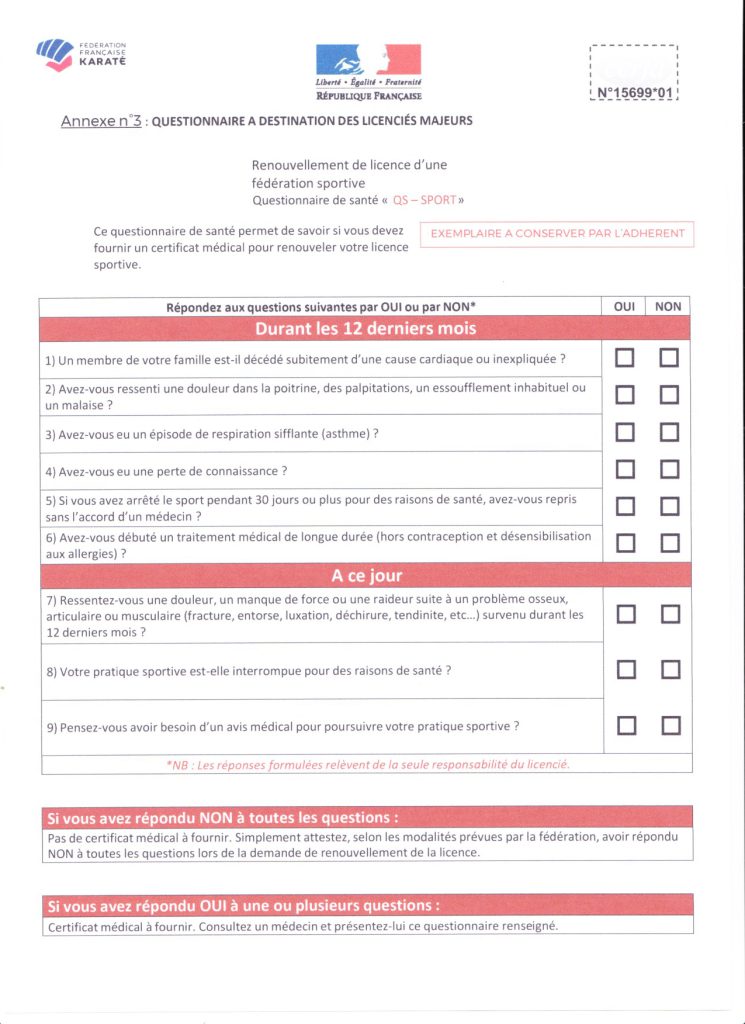 FÉDÉRATION
FRANÇAISE
KARATÉ
Liberté • Égalité • Fraternité
RÉPUBLIQUE FRANÇAISE
N°15699*01
Annexe n°3 : QUESTIONNAIRE A DESTINATION DES LICENCIÉS MAJEURS
Renouvellement de licence d'une
fédération sportive
Questionnaire de santé « QS – SPORT »
Ce questionnaire de santé permet de savoir si vous devez
fournir un certificat médical pour renouveler votre licence
sportive.
EXEMPLAIRE A CONSERVER PAR L'ADHERENT
Répondez aux questions suivantes par OUI ou par NON* OUI NON
Durant les 12 derniers mois
1) Un membre de votre famille est-il décédé subitement d'une cause cardiaque ou inexpliquée ?
2) Avez-vous ressenti une douleur dans la poitrine, des palpitations, un essoufflement inhabituel ou
un malaise ?
3) Avez-vous eu un épisode de respiration sifflante (asthme) ?
4) Avez-vous eu une perte de connaissance ?
5) Si vous avez arrêté le sport pendant 30 jours ou plus pour des raisons de santé, avez-vous repris
sans l'accord d'un médecin ?
6) Avez-vous débuté un traitement médical de longue durée (hors contraception et désensibilisation
aux allergies) ?
A ce jour
7) Ressentez-vous une douleur, un manque de force ou une raideur suite à un problème osseux,
articulaire ou musculaire (fracture, entorse, luxation, déchirure, tendinite, etc…) survenu durant les
12 derniers mois ?
8) Votre pratique sportive est-elle interrompue pour des raisons de santé ?
9) Pensez-vous avoir besoin d'un avis médical pour poursuivre votre pratique sportive ?
*NB : Les réponses formulées relèvent de la seule responsabilité du licencié.
Si vous avez répondu NON à toutes les questions :
Pas de certificat médical à fournir. Simplement attestez, selon les modalités prévues par la fédération, avoir répondu
NON à toutes les questions lors de la demande de renouvellement de la licence.
Si vous avez répondu OUI à une ou plusieurs questions :
Certificat médical à fournir. Consultez un médecin et présentez-lui ce questionnaire renseigné.